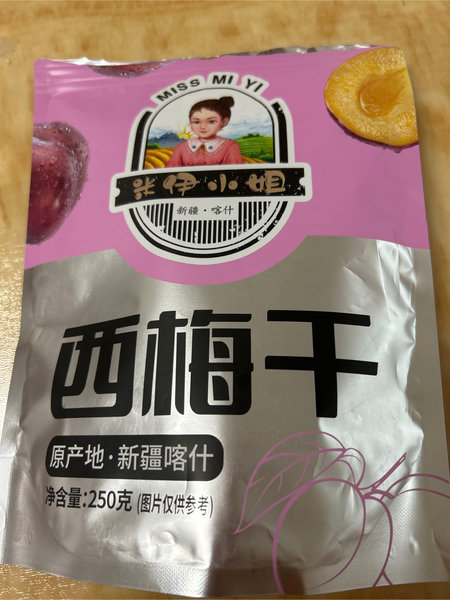 MISS MI YI
米伊小姐
新疆·喀什
西梅干
原产地·新疆喀什
净含量:250克 (图片仅供参考)